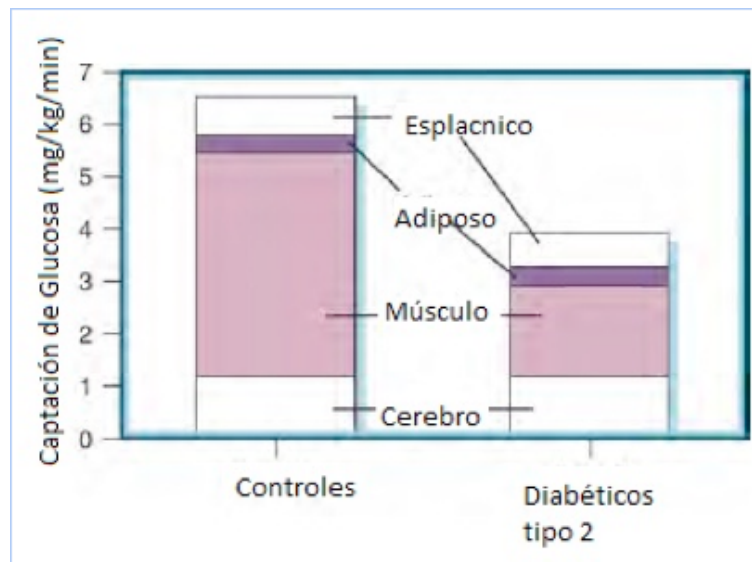 Captación de Glucosa (mg/kg/min)
7
6
5
4
3
2
1
0
Esplacnico
Adiposo
Músculo
Cerebro
Controles
Diabéticos
tipo 2